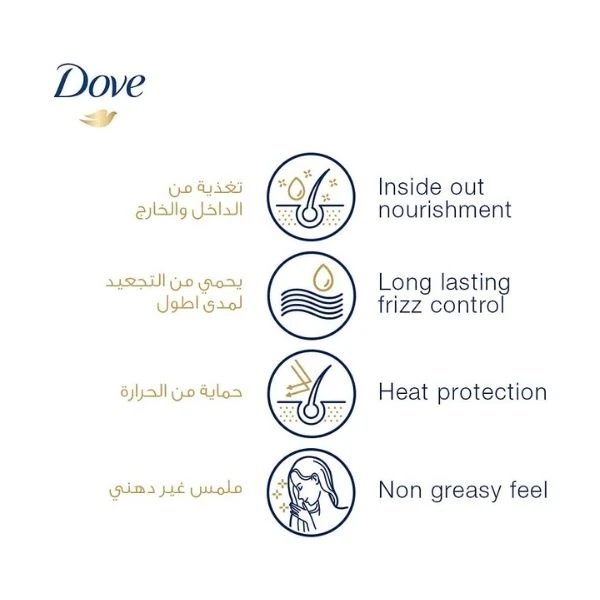 Dove
تغذية من
الداخل والخارج
Inside out
nourishment
يحمي من التجعيد
لمدى اطول
Long lasting
frizz control
حماية من الحرارة
Heat protection
ملمس غير دهني
Non greasy feel